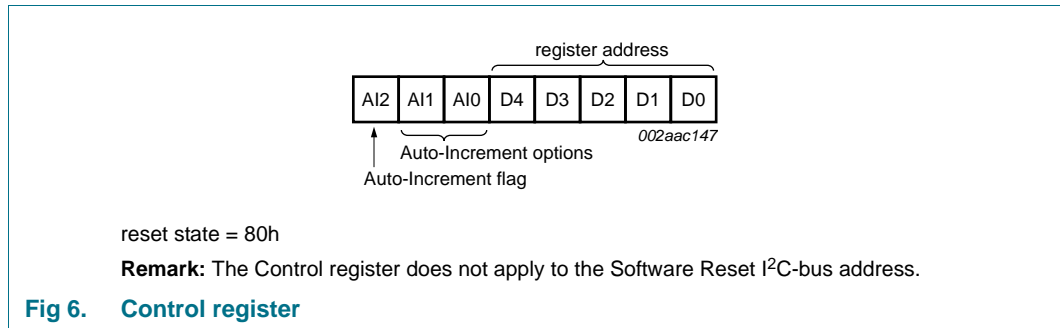 register address
AI2 AI1 AI0 D4 D3 D2 D1 D0
002aac147
Auto-Increment options
Auto-Increment flag
reset state = 80h
Remark: The Control register does not apply to the Software Reset I²C-bus address.
Fig 6. Control register